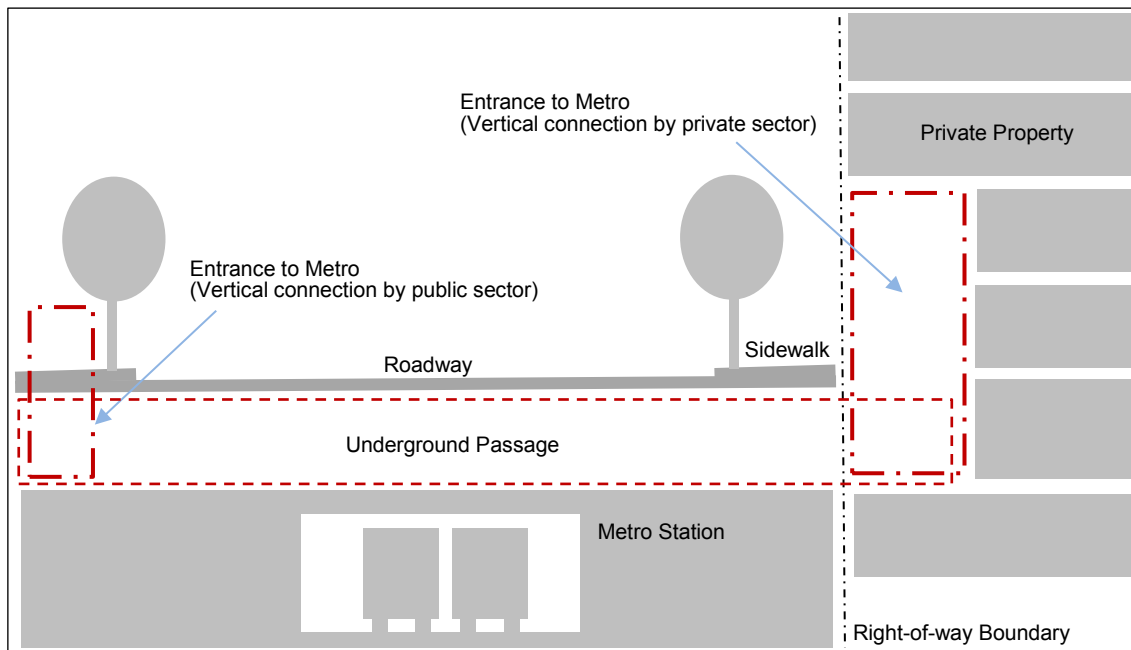 Entrance to Metro
(Vertical connection by private sector)
Private Property
Entrance to Metro
(Vertical connection by public sector)
Sidewalk
Roadway
Underground Passage
Metro Station
Right-of-way Boundary